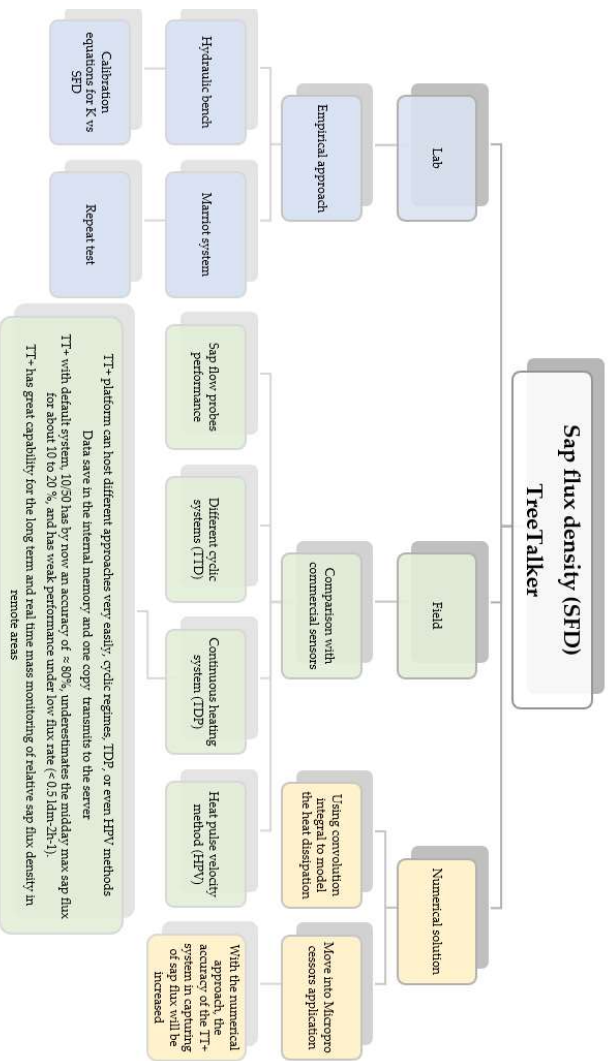 Sap flux density (SFD)
TreeTalker
Lab
Field
Numerical solution
Empirical approach
Comparison with
commercial sensors
Using convolution
integral to model
the heat dissipation
Move into Micropro
cessors application
Hydraulic bench
Marriot system
Sap flow probes
performance
Different cyclic
systems (TTD)
Continuous heating
system (TDP)
Heat pulse velocity
method (HPV)
With the numerical
approach, the
accuracy of the TT+
system in capturing
of sap flux will be
increased
Calibration
equations for K vs
SFD
Repeat test
TT+ platform can host different approaches very easily, cyclic regimes, TDP, or even HPV methods
Data save in the internal memory and one copy transmits to the server
TT+ with default system, 10/50 has by now an accuracy of ≈ 80%, underestimates the midday max sap flux
for about 10 to 20 %, and has weak performance under low flux rate (< 0.5 ldm-2h-1).
TT+ has great capability for the long term and real time mass monitoring of relative sap flux density in
remote areas